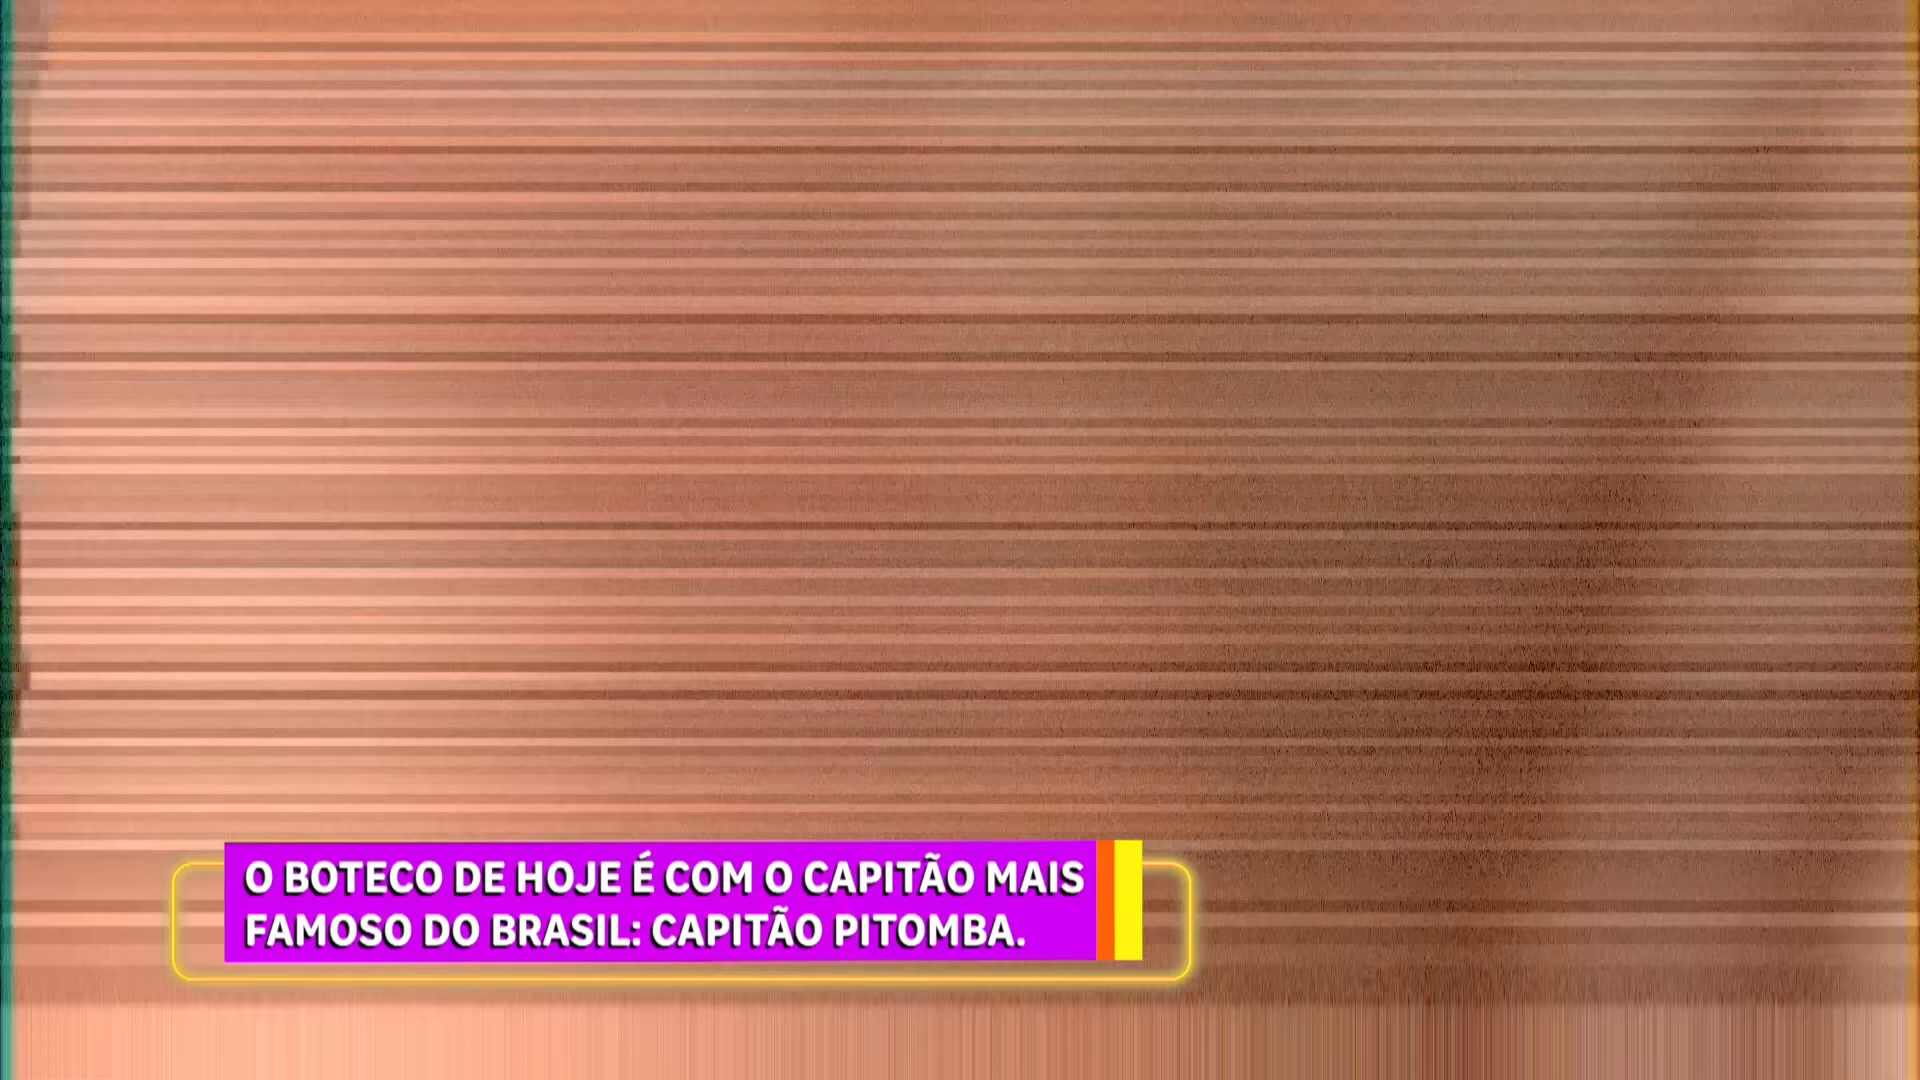 O BOTECO DE HOJE É COM O CAPITÃO MAIS
FAMOSO DO BRASIL: CAPITÃO PITOMBA.